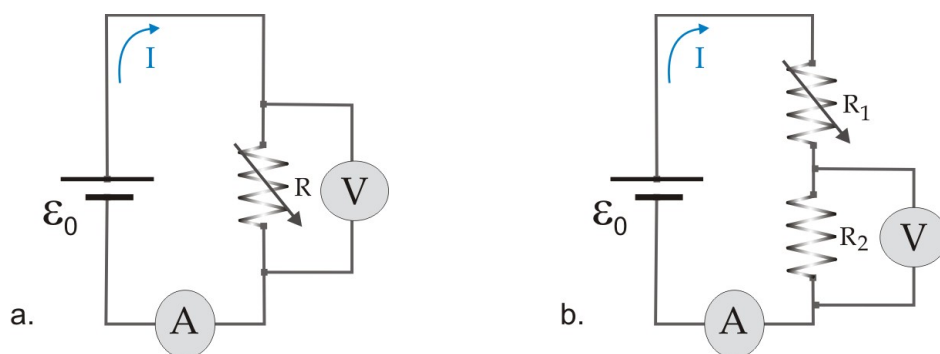 I
R
V
ε₀
A
a.
I
R₁
ε₀
R₂
V
A
b.